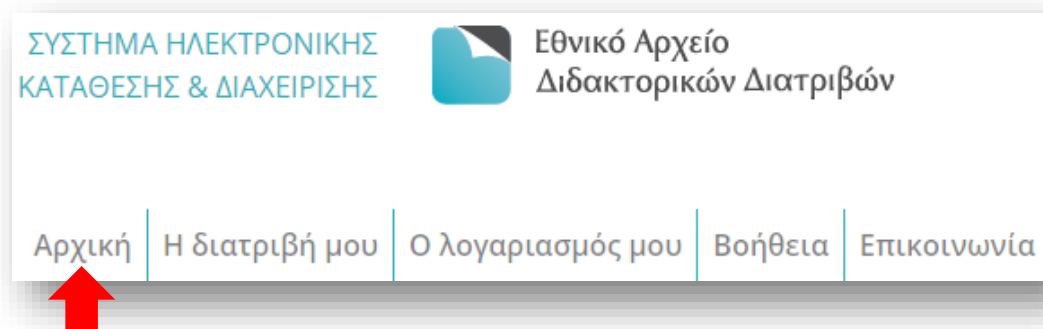 ΣΥΣΤΗΜΑ ΗΛΕΚΤΡΟΝΙΚΗΣ
ΚΑΤΑΘΕΣΗΣ & ΔΙΑΧΕΙΡΙΣΗΣ
Εθνικό Αρχείο
Διδακτορικών Διατριβών
Αρχική Η διατριβή μου Ο λογαριασμός μου Βοήθεια Επικοινωνία